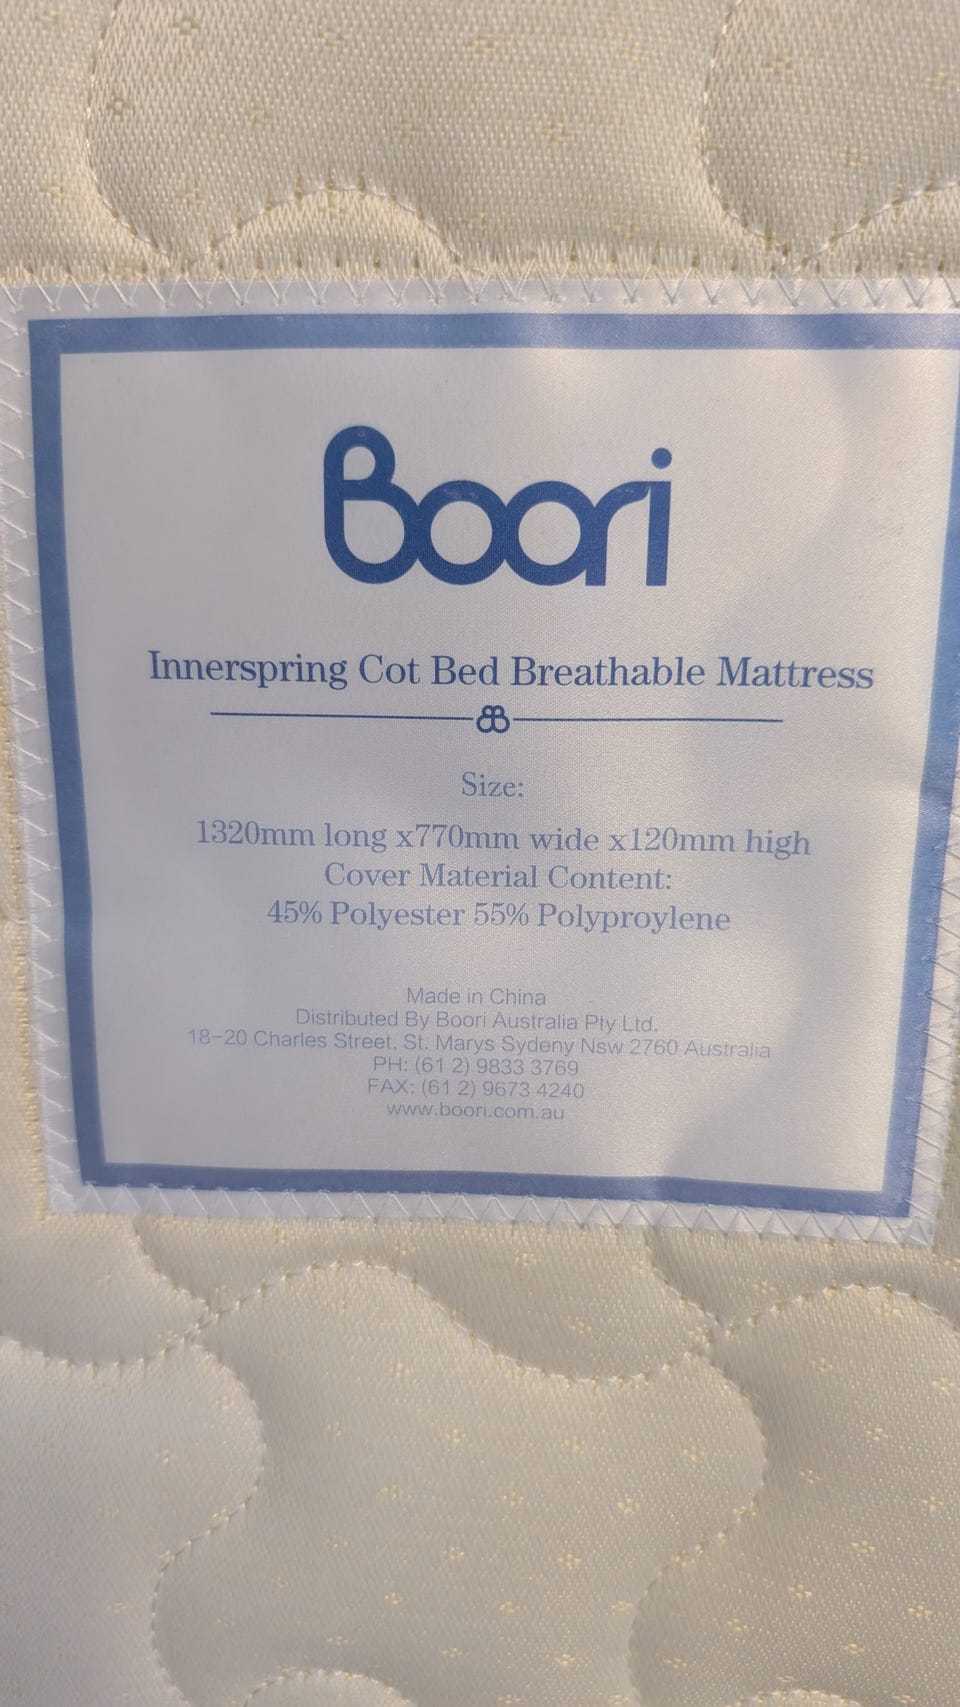 Boori
Innerspring Cot Bed Breathable Mattress
Size:
1320mm long x770mm wide x120mm high
Cover Material Content:
45% Polyester 55% Polyproylene
Made in China
Distributed By Boori Australia Pty Ltd.
18-20 Charles Street, St. Marys Sydeny Nsw 2760 Australia
PH: (61 2) 9833 3769
FAX: (61 2) 9673 4240
www.boori.com.au